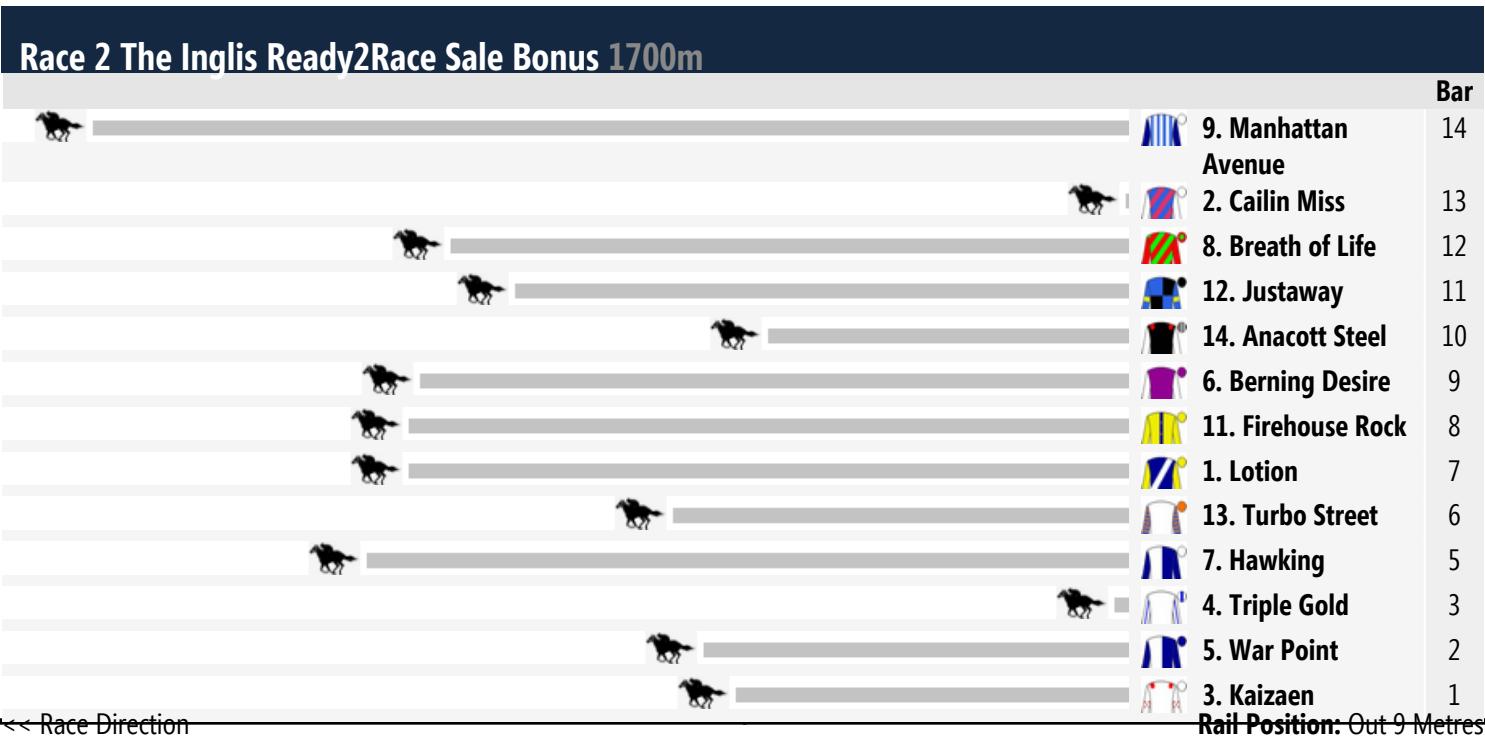 Race 2 The Inglis Ready2Race Sale Bonus 1700m
Bar
9. Manhattan 14
Avenue
2. Cailin Miss 13
8. Breath of Life 12
12. Justaway 11
14. Anacott Steel 10
6. Berning Desire 9
11. Firehouse Rock 8
1. Lotion 7
13. Turbo Street 6
7. Hawking 5
4. Triple Gold 3
5. War Point 2
3. Kaizaen 1
<< Race Direction Rail Position: Out 9 Metres